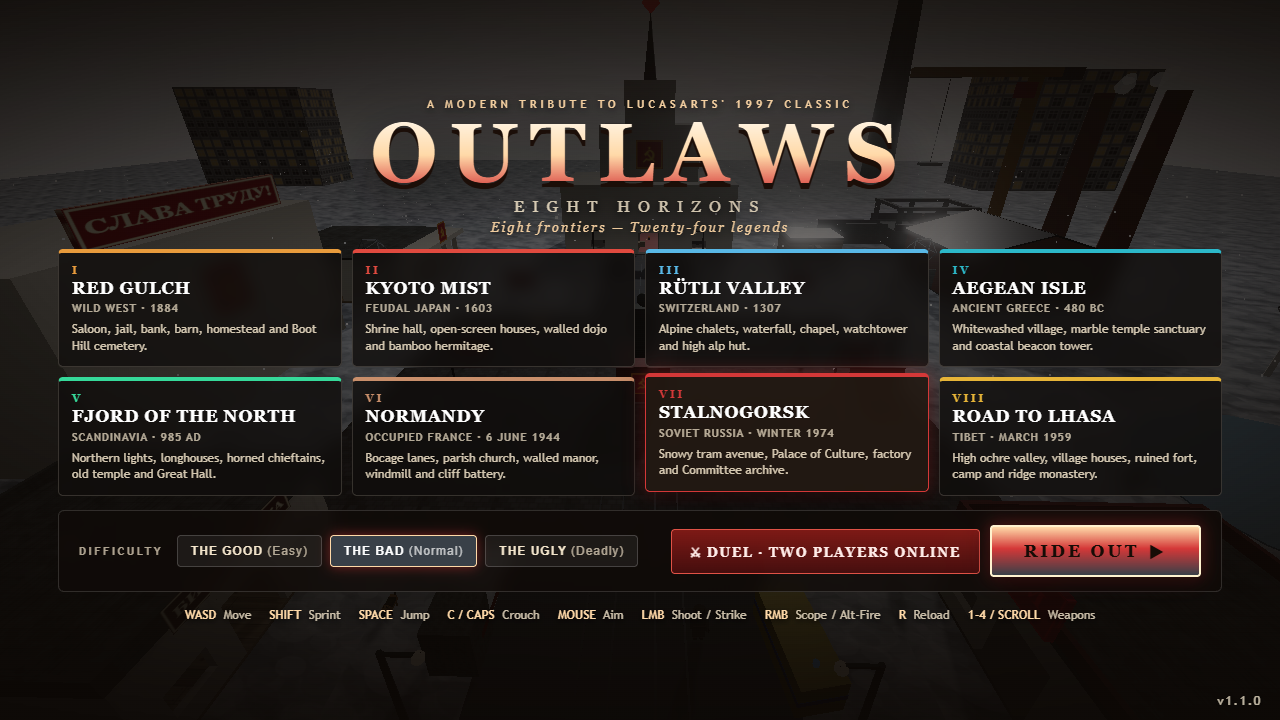 A MODERN TRIBUTE TO LUCASARTS' 1997 CLASSIC
OUTLAWS
EIGHT HORIZONS
Eight frontiers — Twenty-four legends
СЛАВА ТРУДУ!
I
RED GULCH
WILD WEST · 1884
Saloon, jail, bank, barn, homestead and Boot
Hill cemetery.
II
KYOTO MIST
FEUDAL JAPAN · 1603
Shrine hall, open-screen houses, walled dojo
and bamboo hermitage.
III
RÜTLI VALLEY
SWITZERLAND · 1307
Alpine chalets, waterfall, chapel, watchtower
and high alp hut.
IV
AEGEAN ISLE
ANCIENT GREECE · 480 BC
Whitewashed village, marble temple sanctuary
and coastal beacon tower.
V
FJORD OF THE NORTH
SCANDINAVIA · 985 AD
Northern lights, longhouses, horned chieftains,
old temple and Great Hall.
VI
NORMANDY
OCCUPIED FRANCE · 6 JUNE 1944
Bocage lanes, parish church, walled manor,
windmill and cliff battery.
VII
STALNOGORSK
SOVIET RUSSIA · WINTER 1974
Snowy tram avenue, Palace of Culture, factory
and Committee archive.
VIII
ROAD TO LHASA
TIBET · MARCH 1959
High ochre valley, village houses, ruined fort,
camp and ridge monastery.
DIFFICULTY THE GOOD (Easy) THE BAD (Normal) THE UGLY (Deadly) ⚔ DUEL · TWO PLAYERS ONLINE RIDE OUT ▶
WASD Move SHIFT Sprint SPACE Jump C / CAPS Crouch MOUSE Aim LMB Shoot / Strike RMB Scope / Alt-Fire R Reload 1-4 / SCROLL Weapons
v1.1.0